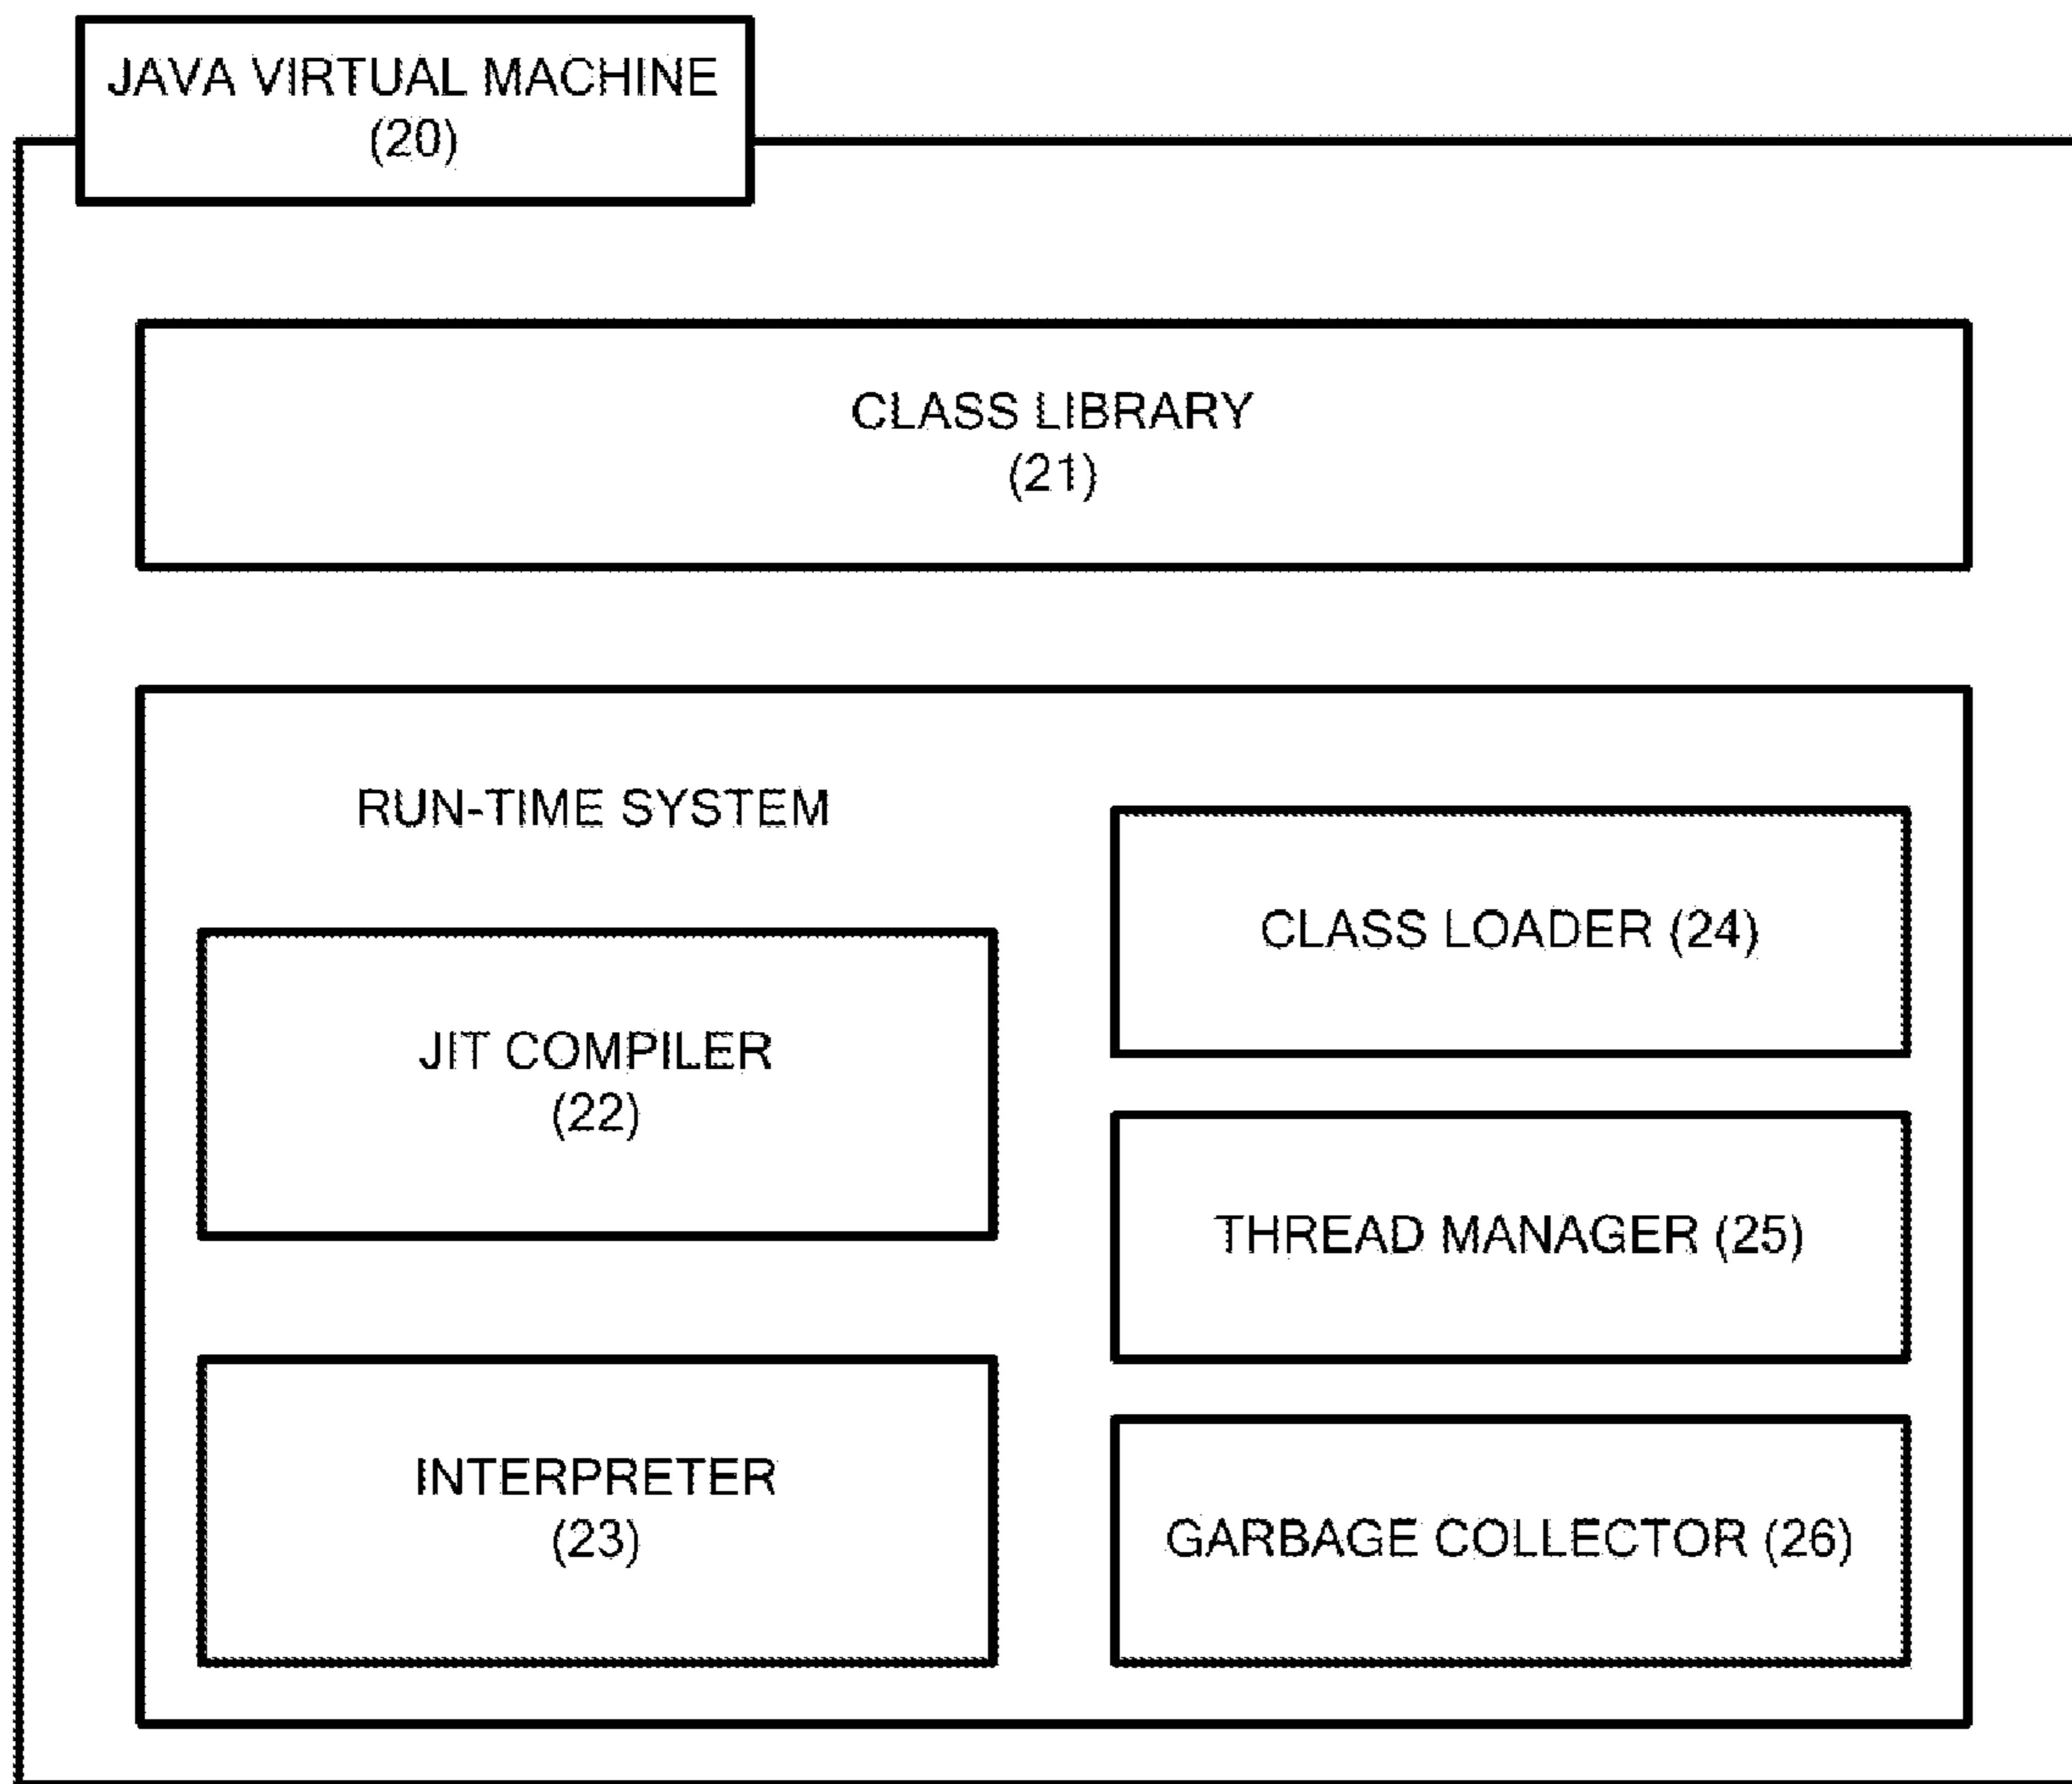 JAVA VIRTUAL MACHINE
(20)
CLASS LIBRARY
(21)
RUN-TIME SYSTEM
JIT COMPILER
(22)
INTERPRETER
(23)
CLASS LOADER (24)
THREAD MANAGER (25)
GARBAGE COLLECTOR (26)